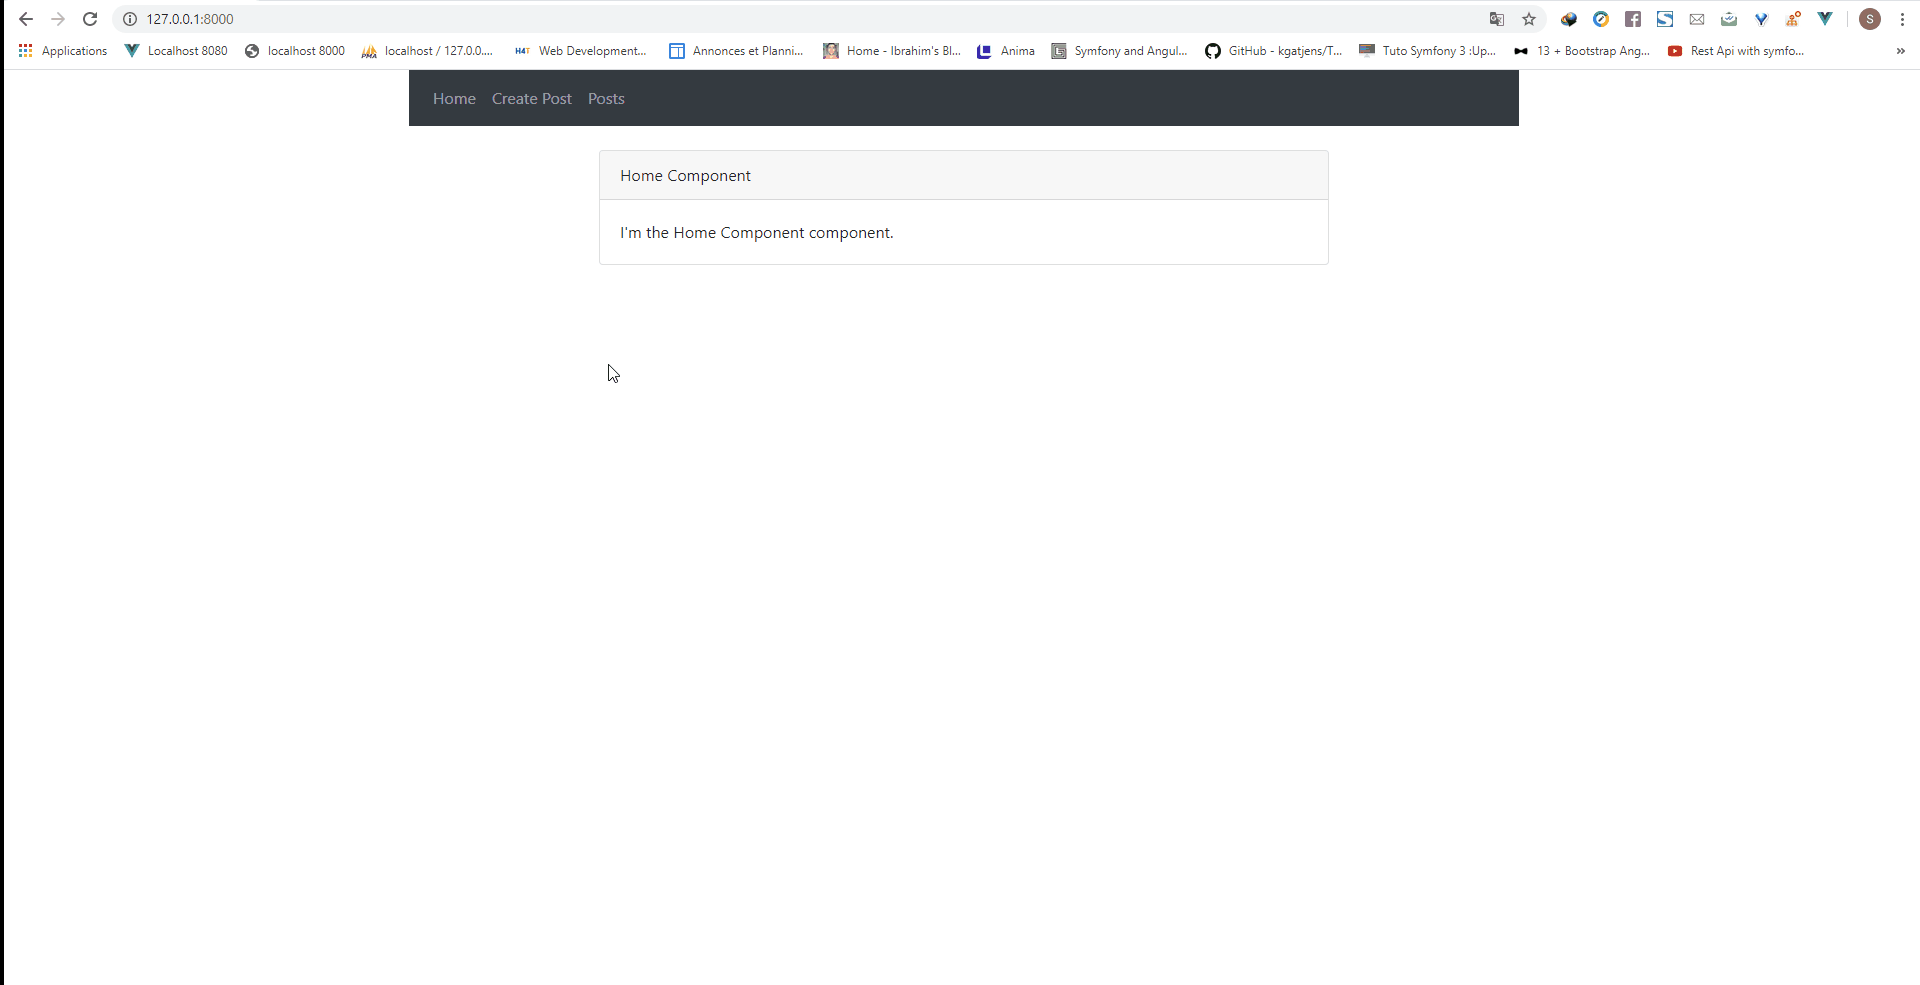 127.0.0.1:8000
S
Applications Localhost 8080 localhost 8000 localhost / 127.0.0.... Web Development... Annonces et Planni... Home - Ibrahim's Bl... Anima Symfony and Angul... GitHub - kgatjens/T... Tuto Symfony 3 :Up... 13 + Bootstrap Ang... Rest Api with symfo... »
Home Create Post Posts
Home Component
I'm the Home Component component.